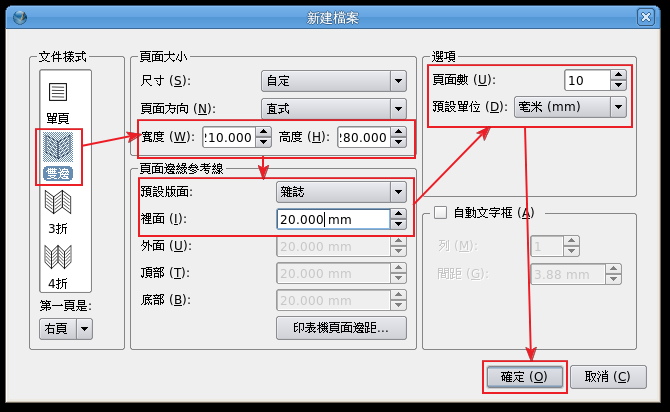 新建檔案
文件樣式
單頁
雙邊
3折
4折
第一頁是:
右頁
頁面大小
尺寸 (S): 自定
頁面方向 (N): 直式
寬度 (W): 10.000 高度 (H): 80.000
頁面邊緣參考線
預設版面: 雜誌
裡面 (I): 20.000 mm
外面 (U): 20.000 mm
頂部 (T): 20.000 mm
底部 (B): 20.000 mm
印表機頁面邊距...
選項
頁面數 (U): 10
預設單位 (D): 毫米 (mm)
自動文字框 (A)
列 (M): 1
間距 (G): 3.88 mm
確定 (O)
取消 (C)